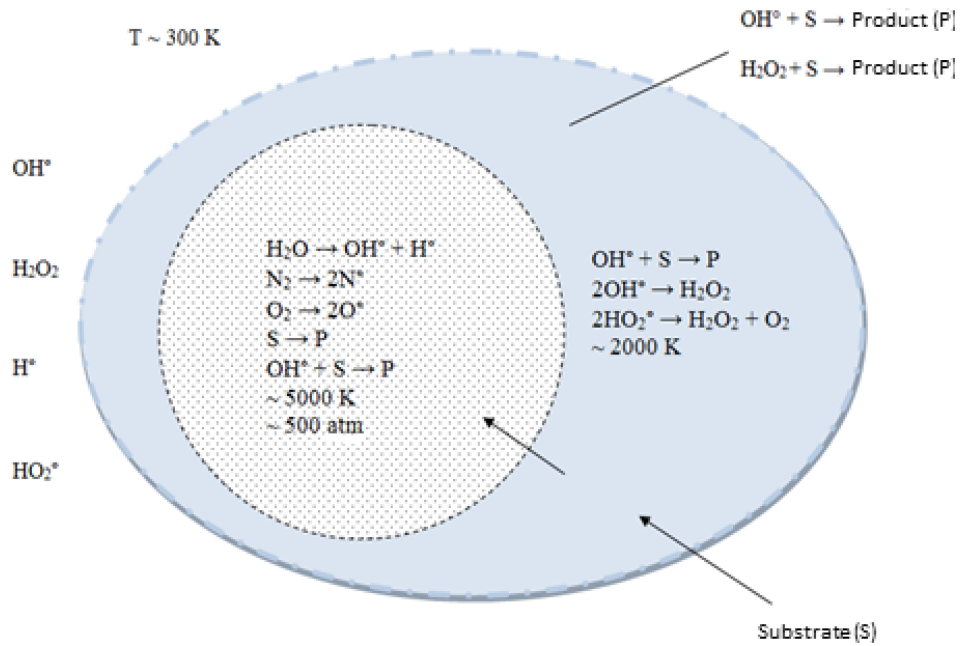 T ~ 300 K
OH° + S → Product (P)
H₂O₂ + S → Product (P)
OH°
H₂O₂
H°
HO₂°
H₂O → OH° + H°
N₂ → 2N°
O₂ → 2O°
S → P
OH° + S → P
~ 5000 K
~ 500 atm
OH° + S → P
2OH° → H₂O₂
2HO₂° → H₂O₂ + O₂
~ 2000 K
Substrate (S)